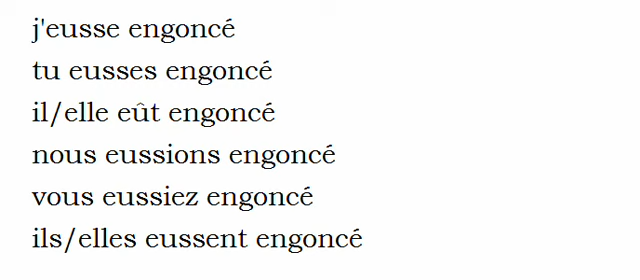 j'eusse engoncé
tu eusses engoncé
il/elle eût engoncé
nous eussions engoncé
vous eussiez engoncé
ils/elles eussent engoncé